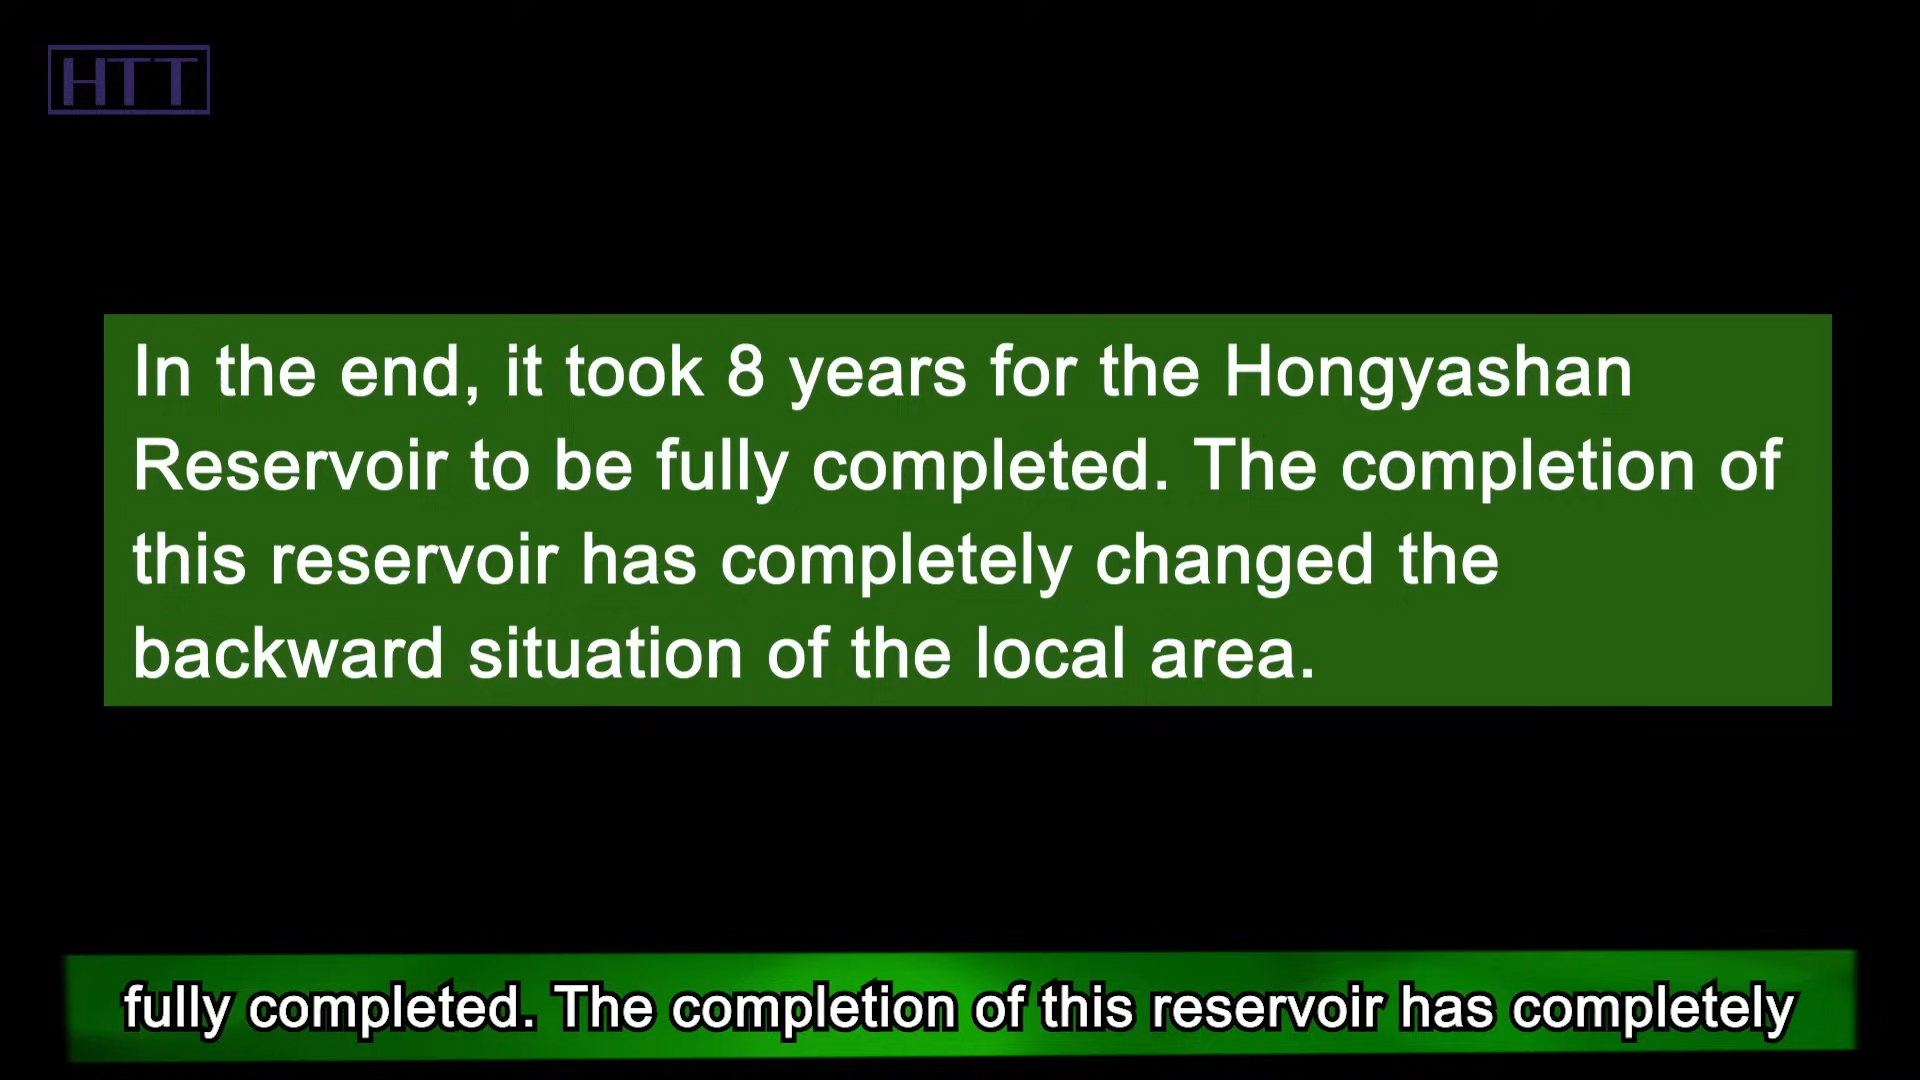 HTT
In the end, it took 8 years for the Hongyashan
Reservoir to be fully completed. The completion of
this reservoir has completely changed the
backward situation of the local area.
fully completed. The completion of this reservoir has completely